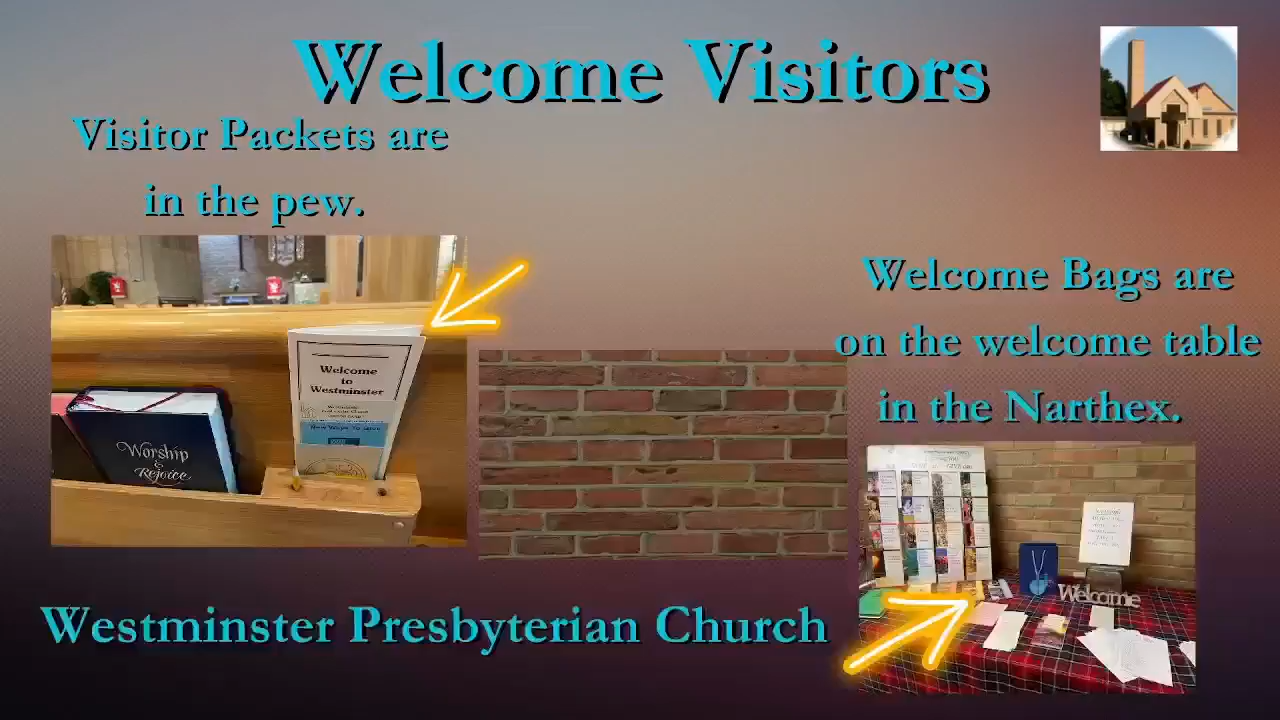 Welcome Visitors
Visitor Packets are
in the pew.
Welcome
to
Westminster
Worship
&
Rejoice
Welcome Bags are
on the welcome table
in the Narthex.
Welcome
Westminster Presbyterian Church